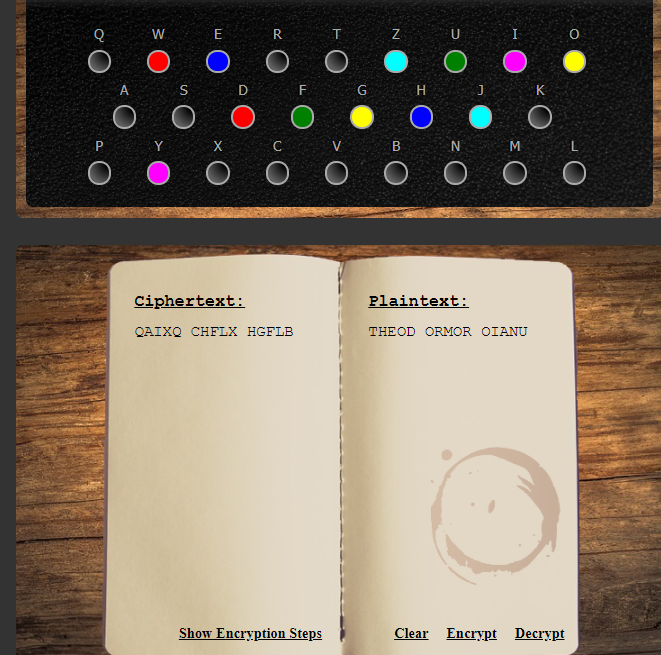 Q W E R T Z U I O
A S D F G H J K
P Y X C V B N M L
Ciphertext: Plaintext:
QAIXQ CHFLX HGFLB THEOD ORMOR OIANU
Show Encryption Steps Clear Encrypt Decrypt